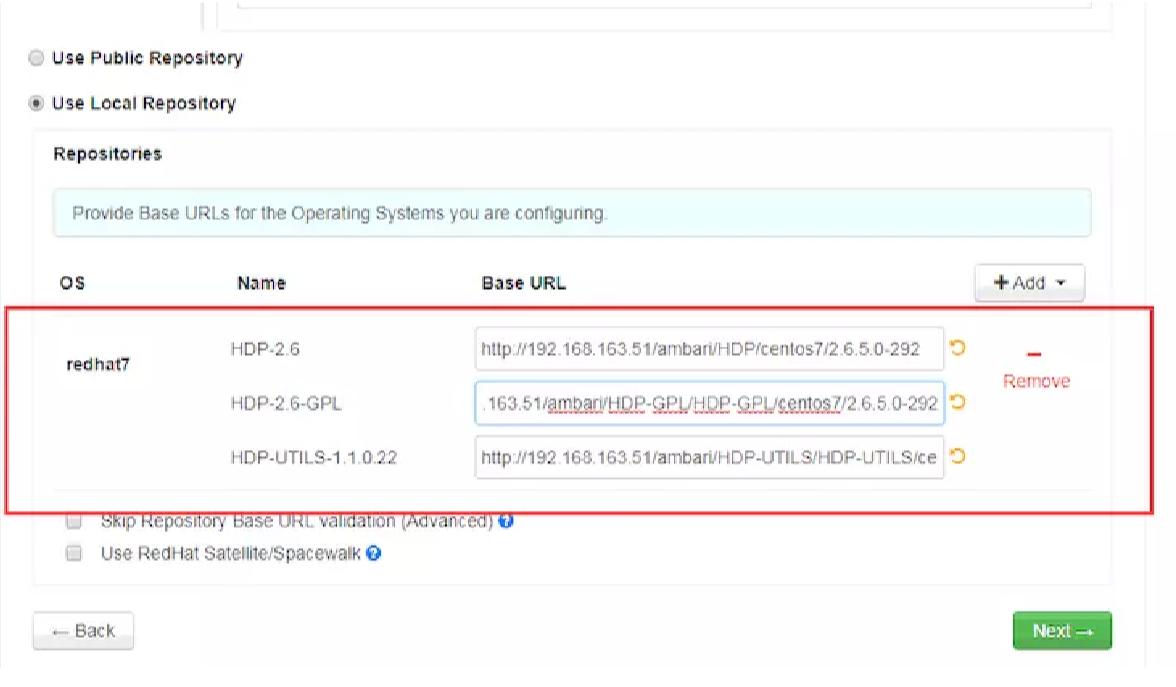 Use Public Repository
Use Local Repository
Repositories
Provide Base URLs for the Operating Systems you are configuring.
OS Name Base URL + Add
redhat7
HDP-2.6 http://192.168.163.51/ambari/HDP/centos7/2.6.5.0-292
Remove
HDP-2.6-GPL .163.51/ambari/HDP-GPL/HDP-GPL/centos7/2.6.5.0-292
HDP-UTILS-1.1.0.22 http://192.168.163.51/ambari/HDP-UTILS/HDP-UTILS/ce
Skip Repository Base URL validation (Advanced) ?
Use RedHat Satellite/Spacewalk ?
← Back Next →